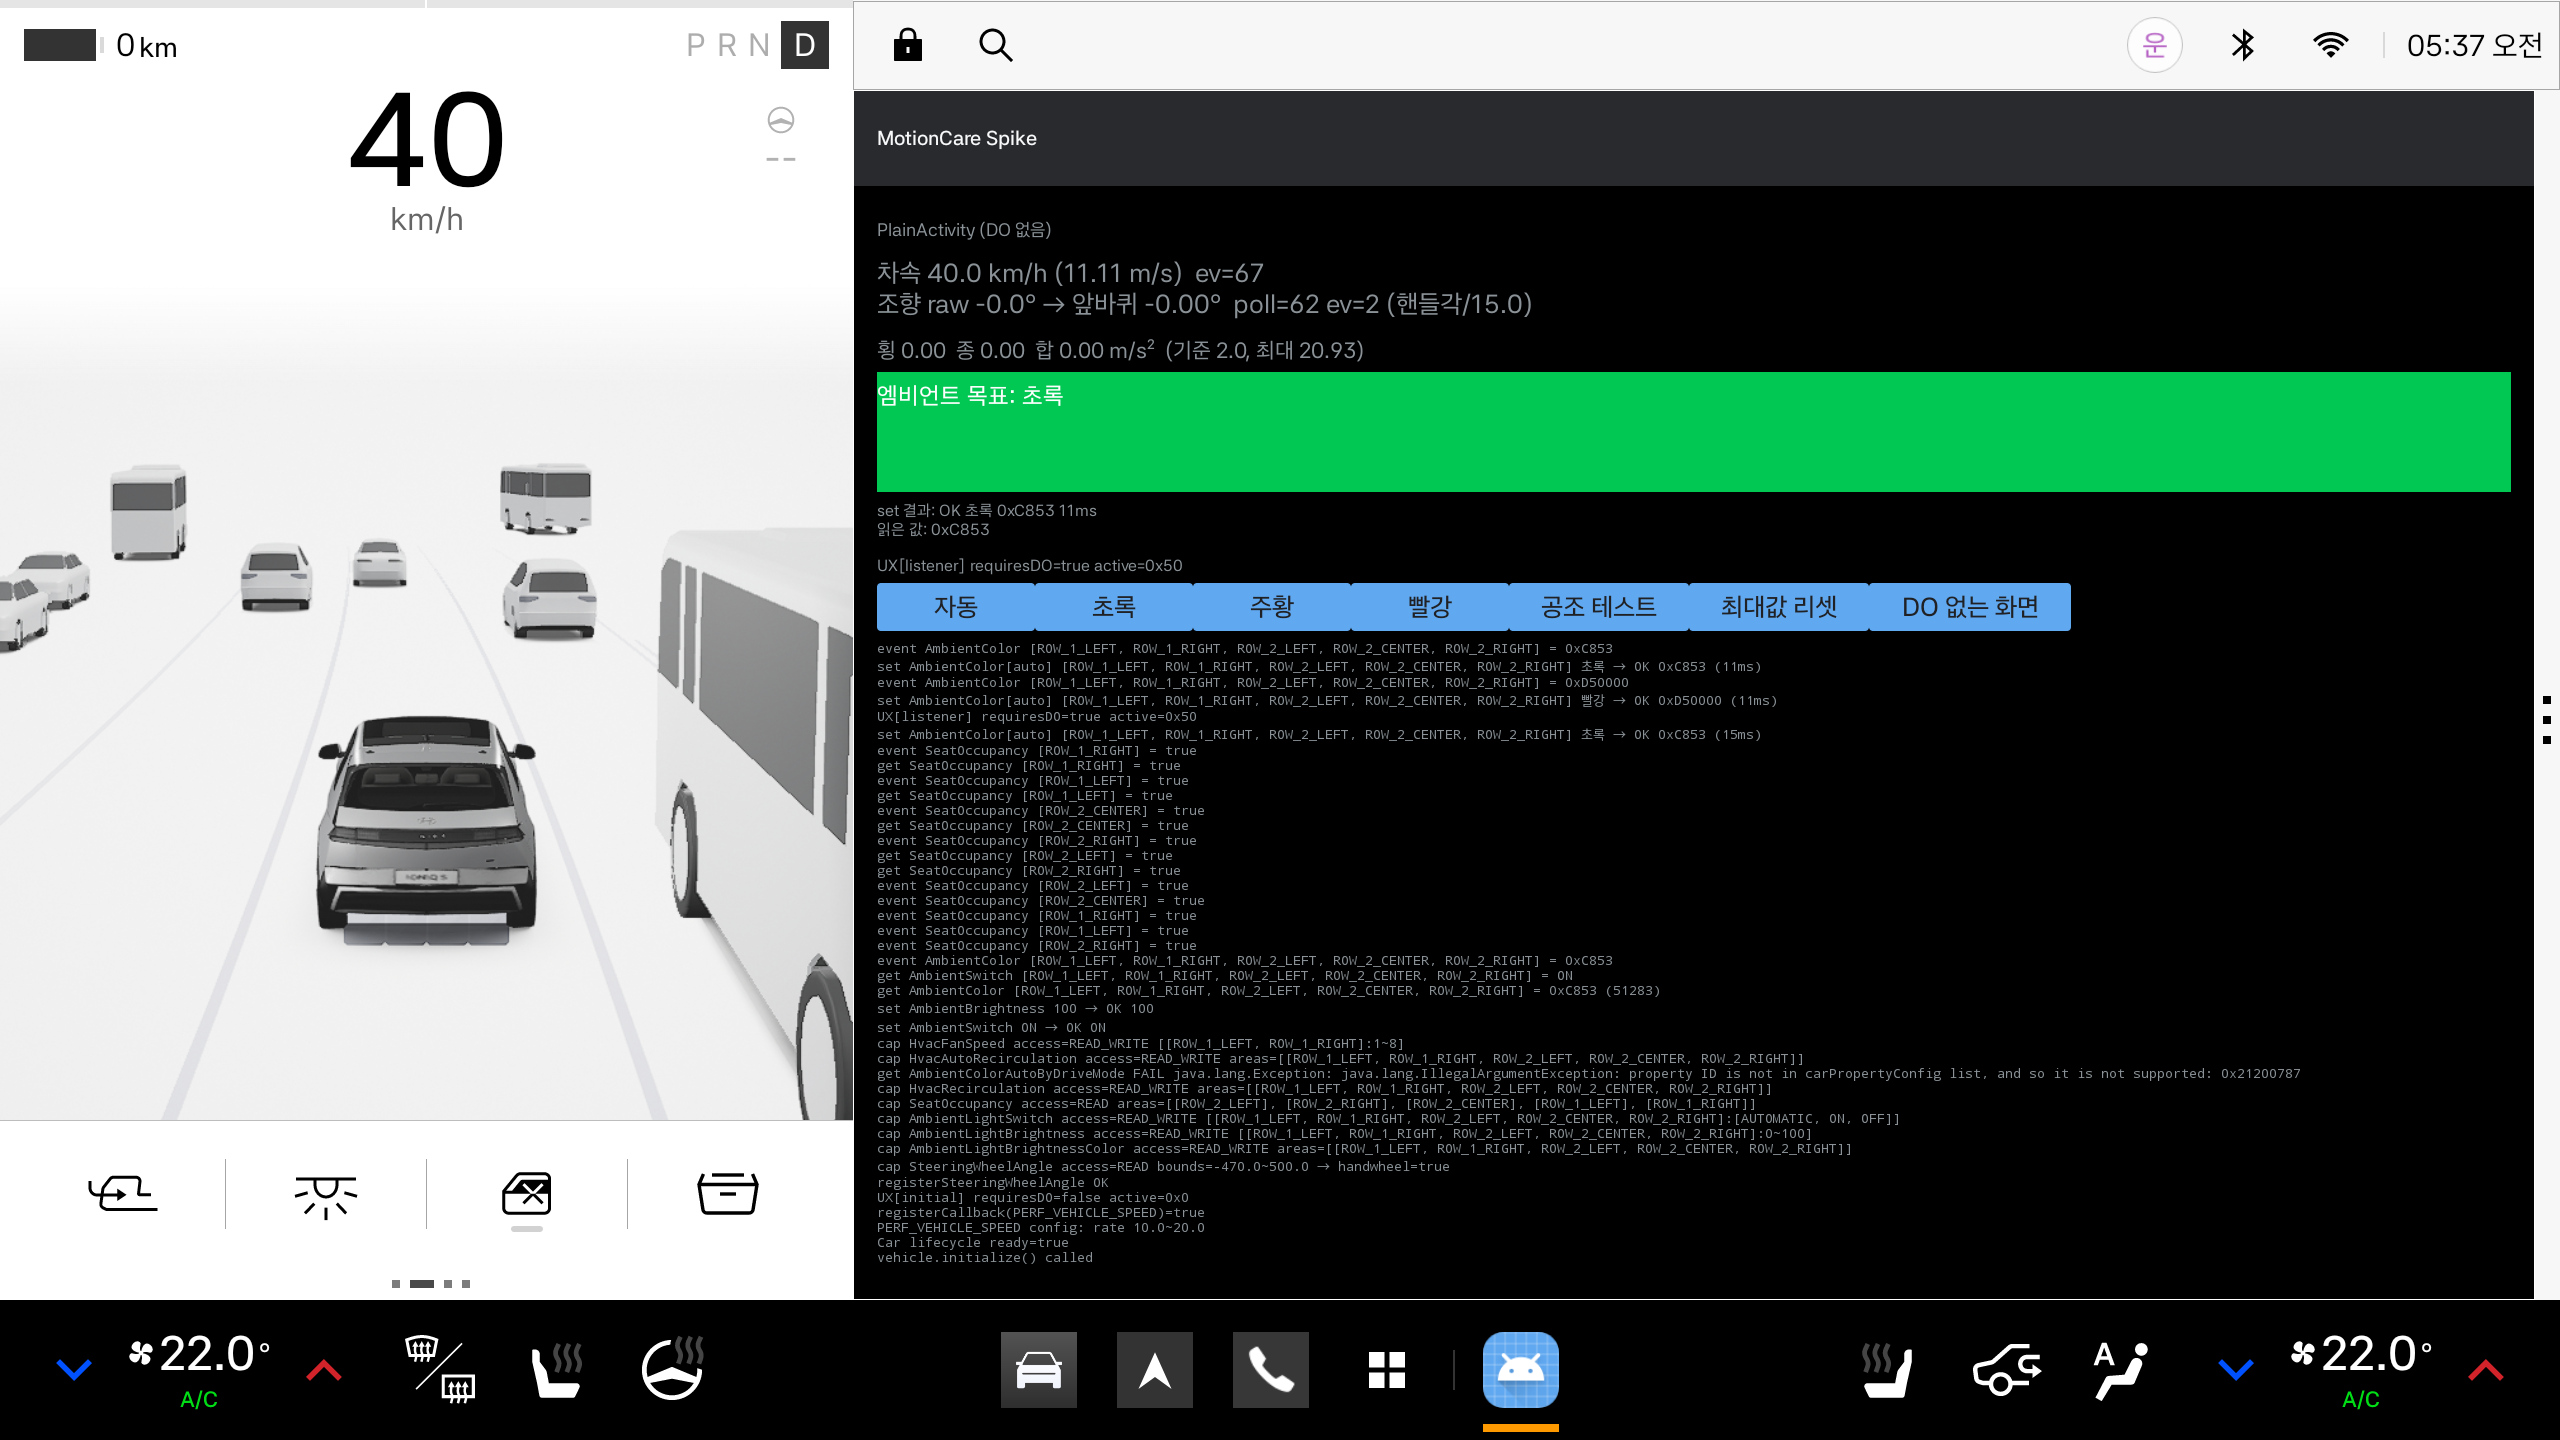 0 km
P R N D
40
km/h
--
운
05:37 오전
MotionCare Spike
PlainActivity (DO 없음)
차속 40.0 km/h (11.11 m/s)  ev=67
조향 raw -0.0° → 앞바퀴 -0.00°  poll=62 ev=2 (핸들각/15.0)
횡 0.00  종 0.00  합 0.00 m/s²  (기준 2.0, 최대 20.93)
엠비언트 목표: 초록
set 결과: OK 초록 0xC853 11ms
읽은 값: 0xC853
UX[listener] requiresDO=true active=0x50
자동 초록 주황 빨강 공조 테스트 최대값 리셋 DO 없는 화면
event AmbientColor [ROW_1_LEFT, ROW_1_RIGHT, ROW_2_LEFT, ROW_2_CENTER, ROW_2_RIGHT] = 0xC853
set AmbientColor[auto] [ROW_1_LEFT, ROW_1_RIGHT, ROW_2_LEFT, ROW_2_CENTER, ROW_2_RIGHT] 초록 → OK 0xC853 (11ms)
event AmbientColor [ROW_1_LEFT, ROW_1_RIGHT, ROW_2_LEFT, ROW_2_CENTER, ROW_2_RIGHT] = 0xD50000
set AmbientColor[auto] [ROW_1_LEFT, ROW_1_RIGHT, ROW_2_LEFT, ROW_2_CENTER, ROW_2_RIGHT] 빨강 → OK 0xD50000 (11ms)
UX[listener] requiresDO=true active=0x50
set AmbientColor[auto] [ROW_1_LEFT, ROW_1_RIGHT, ROW_2_LEFT, ROW_2_CENTER, ROW_2_RIGHT] 초록 → OK 0xC853 (15ms)
event SeatOccupancy [ROW_1_RIGHT] = true
get SeatOccupancy [ROW_1_RIGHT] = true
event SeatOccupancy [ROW_1_LEFT] = true
get SeatOccupancy [ROW_1_LEFT] = true
event SeatOccupancy [ROW_2_CENTER] = true
get SeatOccupancy [ROW_2_CENTER] = true
event SeatOccupancy [ROW_2_RIGHT] = true
get SeatOccupancy [ROW_2_LEFT] = true
get SeatOccupancy [ROW_2_RIGHT] = true
event SeatOccupancy [ROW_2_LEFT] = true
event SeatOccupancy [ROW_2_CENTER] = true
event SeatOccupancy [ROW_1_RIGHT] = true
event SeatOccupancy [ROW_1_LEFT] = true
event SeatOccupancy [ROW_2_RIGHT] = true
event AmbientColor [ROW_1_LEFT, ROW_1_RIGHT, ROW_2_LEFT, ROW_2_CENTER, ROW_2_RIGHT] = 0xC853
get AmbientSwitch [ROW_1_LEFT, ROW_1_RIGHT, ROW_2_LEFT, ROW_2_CENTER, ROW_2_RIGHT] = ON
get AmbientColor [ROW_1_LEFT, ROW_1_RIGHT, ROW_2_LEFT, ROW_2_CENTER, ROW_2_RIGHT] = 0xC853 (51283)
set AmbientBrightness 100 → OK 100
set AmbientSwitch ON → OK ON
cap HvacFanSpeed access=READ_WRITE [[ROW_1_LEFT, ROW_1_RIGHT]:1~8]
cap HvacAutoRecirculation access=READ_WRITE areas=[[ROW_1_LEFT, ROW_1_RIGHT, ROW_2_LEFT, ROW_2_CENTER, ROW_2_RIGHT]]
get AmbientColorAutoByDriveMode FAIL java.lang.Exception: java.lang.IllegalArgumentException: property ID is not in carPropertyConfig list, and so it is not supported: 0x21200787
cap HvacRecirculation access=READ_WRITE areas=[[ROW_1_LEFT, ROW_1_RIGHT, ROW_2_LEFT, ROW_2_CENTER, ROW_2_RIGHT]]
cap SeatOccupancy access=READ areas=[[ROW_2_LEFT], [ROW_2_RIGHT], [ROW_2_CENTER], [ROW_1_LEFT], [ROW_1_RIGHT]]
cap AmbientLightSwitch access=READ_WRITE [[ROW_1_LEFT, ROW_1_RIGHT, ROW_2_LEFT, ROW_2_CENTER, ROW_2_RIGHT]:[AUTOMATIC, ON, OFF]]
cap AmbientLightBrightness access=READ_WRITE [[ROW_1_LEFT, ROW_1_RIGHT, ROW_2_LEFT, ROW_2_CENTER, ROW_2_RIGHT]:0~100]
cap AmbientLightBrightnessColor access=READ_WRITE areas=[[ROW_1_LEFT, ROW_1_RIGHT, ROW_2_LEFT, ROW_2_CENTER, ROW_2_RIGHT]]
cap SteeringWheelAngle access=READ bounds=-470.0~500.0 → handwheel=true
registerSteeringWheelAngle OK
UX[initial] requiresDO=false active=0x0
registerCallback(PERF_VEHICLE_SPEED)=true
PERF_VEHICLE_SPEED config: rate 10.0~20.0
Car lifecycle ready=true
vehicle.initialize() called
IONIQ 5
22.0°
A/C
A
22.0°
A/C